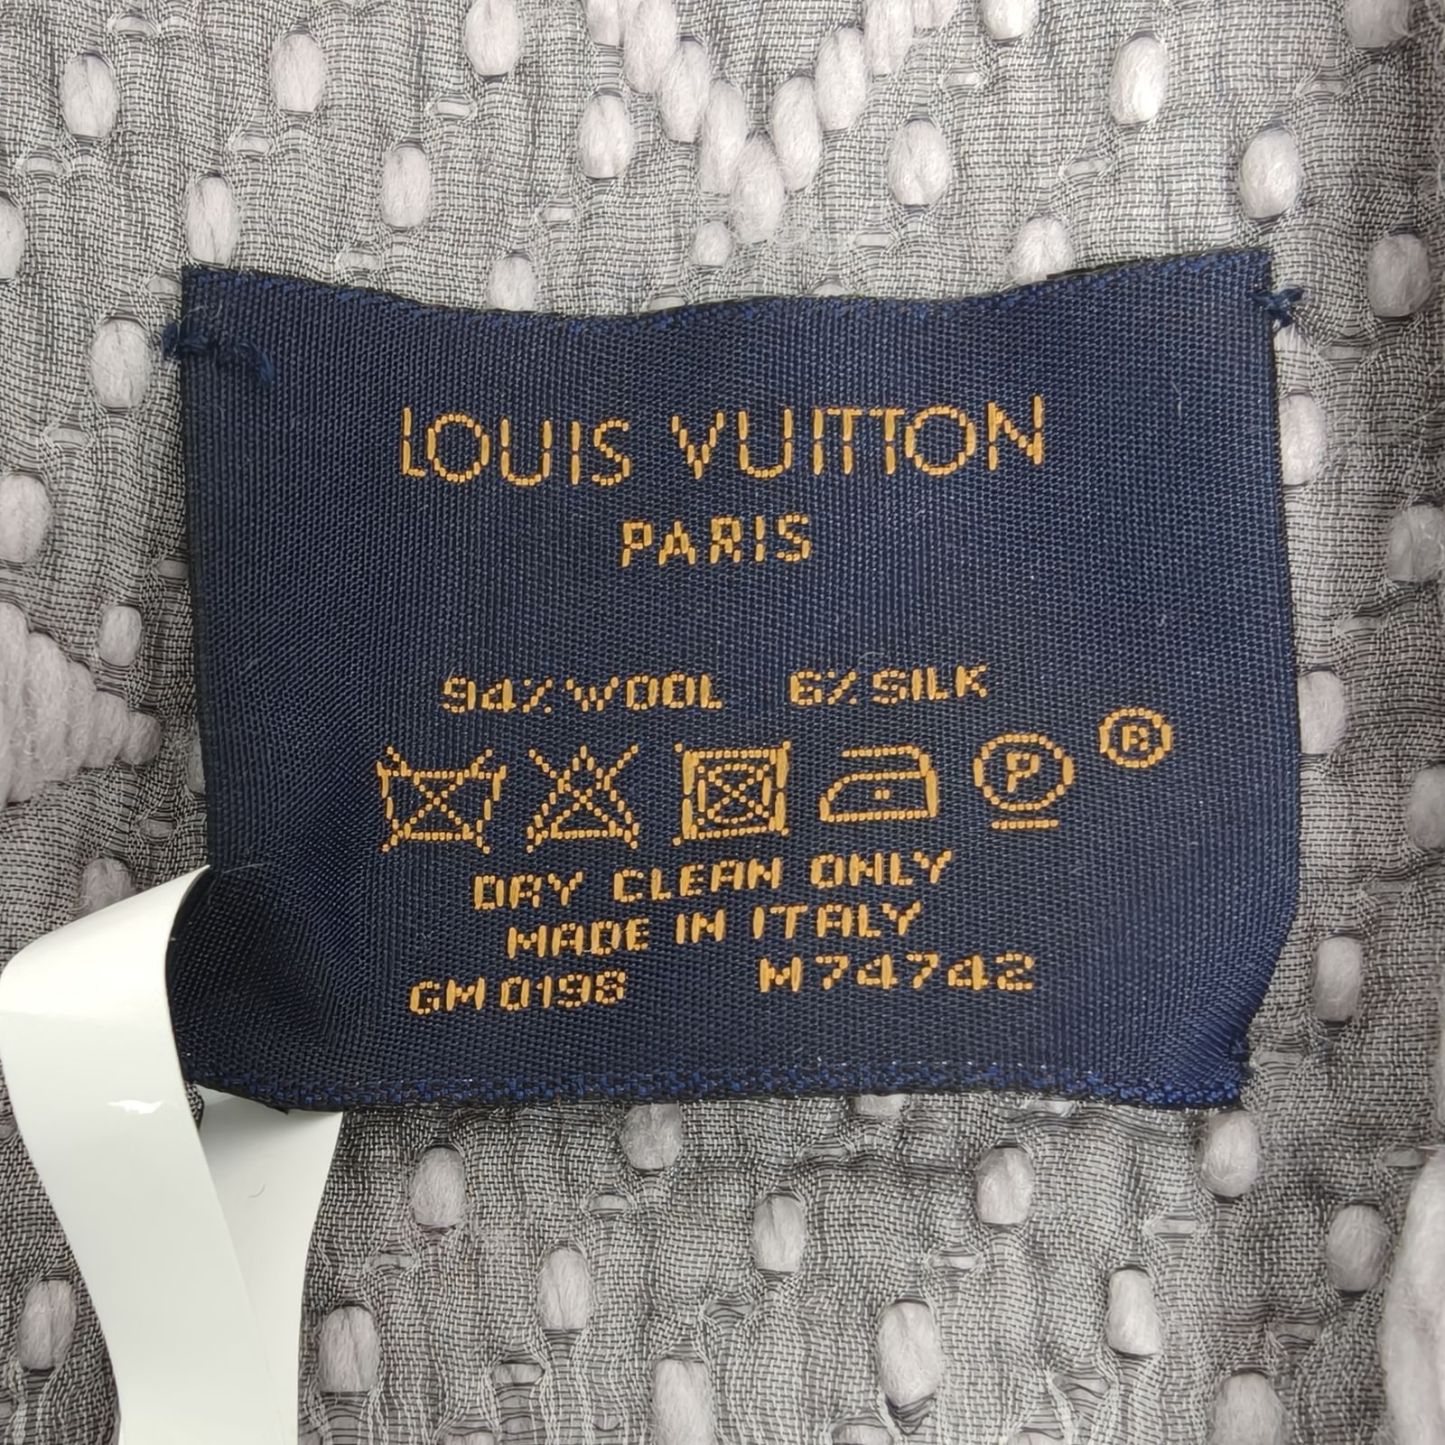 LOUIS VUITTON
PARIS
94% WOOL 6% SILK
P ®
DRY CLEAN ONLY
MADE IN ITALY
GM 0198 M74742